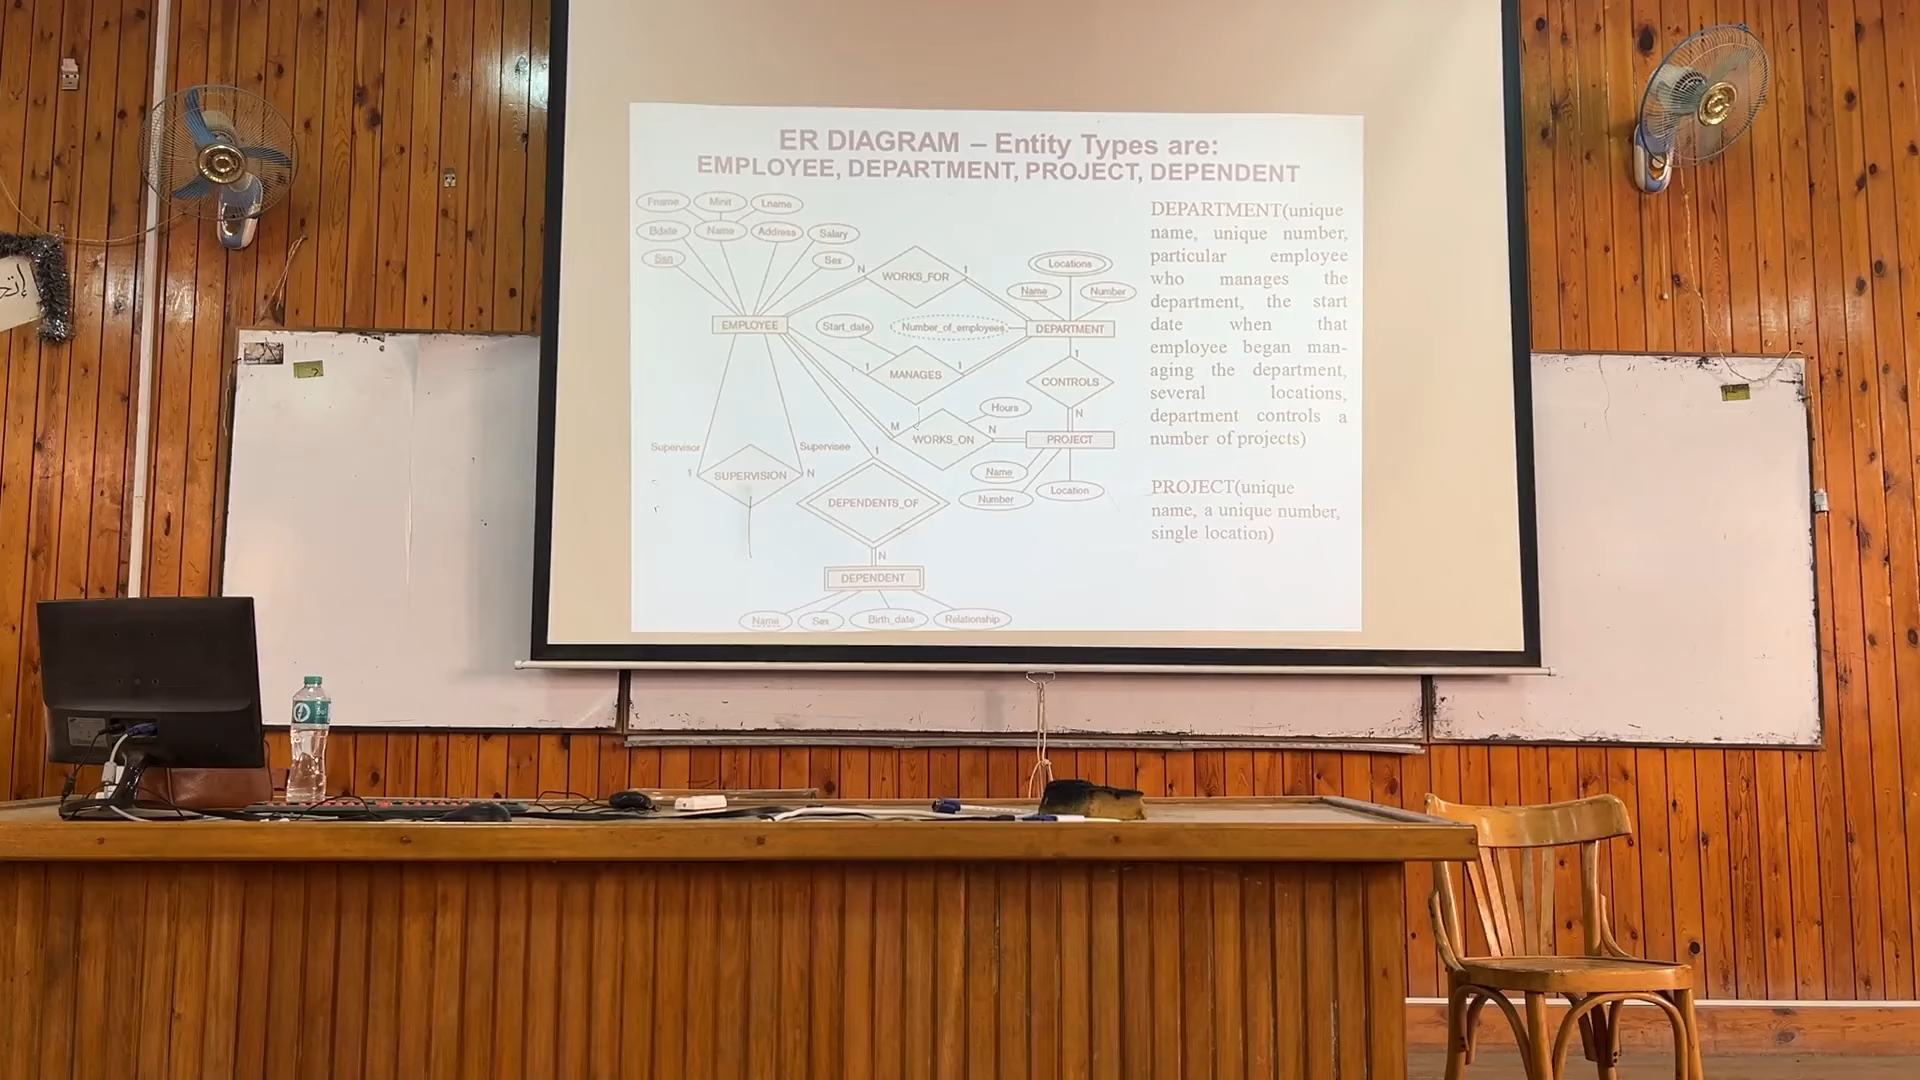 ER DIAGRAM – Entity Types are:
EMPLOYEE, DEPARTMENT, PROJECT, DEPENDENT
Fname
Minit
Lname
Bdate
Name
Address
Salary
Ssn
Sex
EMPLOYEE
N
WORKS_FOR
1
Locations
Name
Number
Start_date
Number_of_employees
DEPARTMENT
1
MANAGES
1
1
CONTROLS
N
Hours
M
WORKS_ON
N
PROJECT
Name
Number
Location
Supervisor
Supervisee
1
SUPERVISION
N
1
DEPENDENTS_OF
N
DEPENDENT
Name
Sex
Birth_date
Relationship
DEPARTMENT(unique
name, unique number,
particular employee
who manages the
department, the start
date when that
employee began man-
aging the department,
several locations,
department controls a
number of projects)
PROJECT(unique
name, a unique number,
single location)